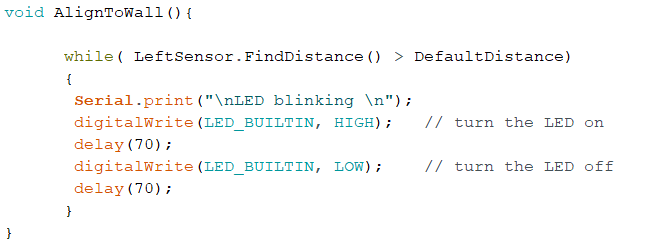 void AlignToWall(){
while( LeftSensor.FindDistance() > DefaultDistance)
{
Serial.print("\nLED blinking \n");
digitalWrite(LED_BUILTIN, HIGH);   // turn the LED on
delay(70);
digitalWrite(LED_BUILTIN, LOW);    // turn the LED off
delay(70);
}
}